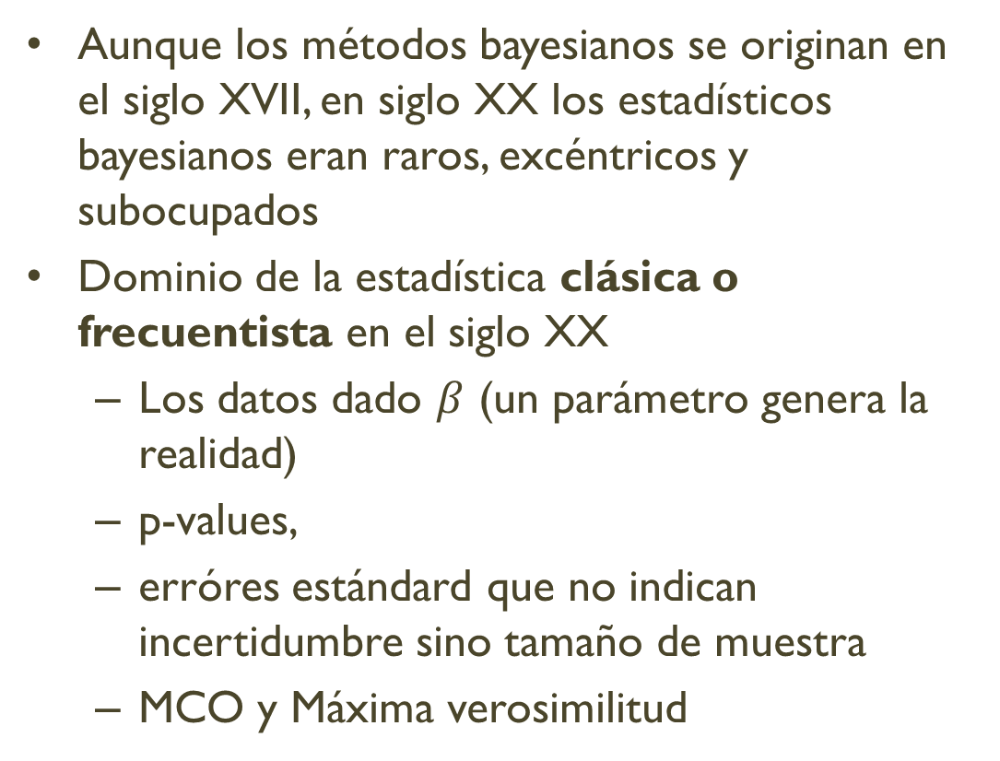 • Aunque los métodos bayesianos se originan en
el siglo XVII, en siglo XX los estadísticos
bayesianos eran raros, excéntricos y
subocupados
• Dominio de la estadística clásica o
frecuentista en el siglo XX
– Los datos dado β (un parámetro genera la
realidad)
– p-values,
– erróres estándard que no indican
incertidumbre sino tamaño de muestra
– MCO y Máxima verosimilitud